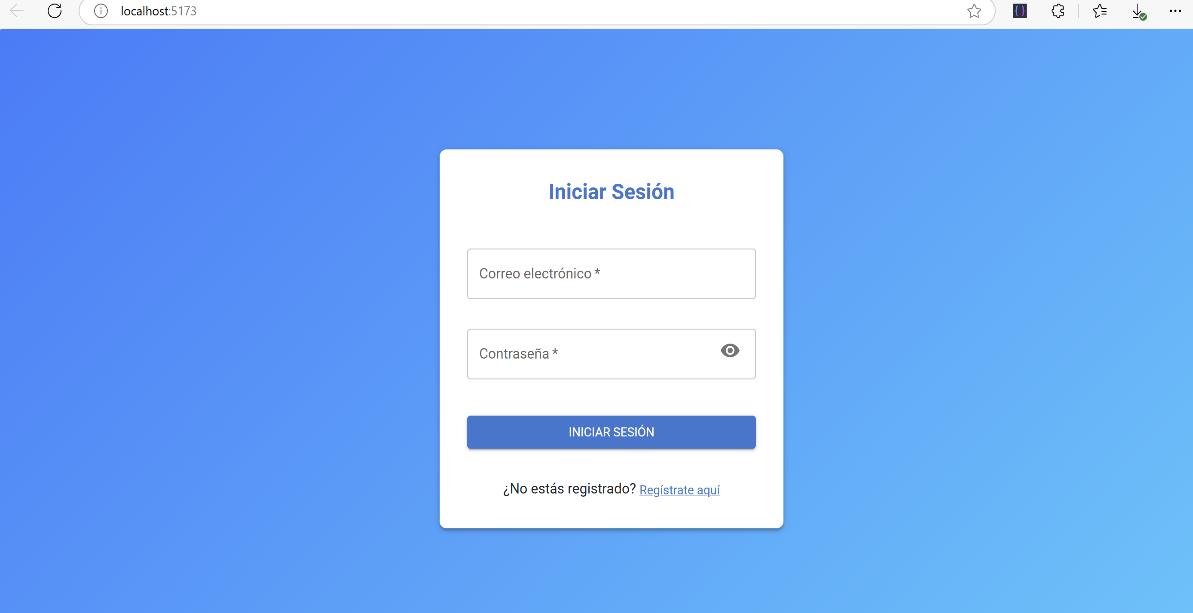 localhost:5173
Iniciar Sesión
Correo electrónico *
Contraseña *
INICIAR SESIÓN
¿No estás registrado? Regístrate aquí